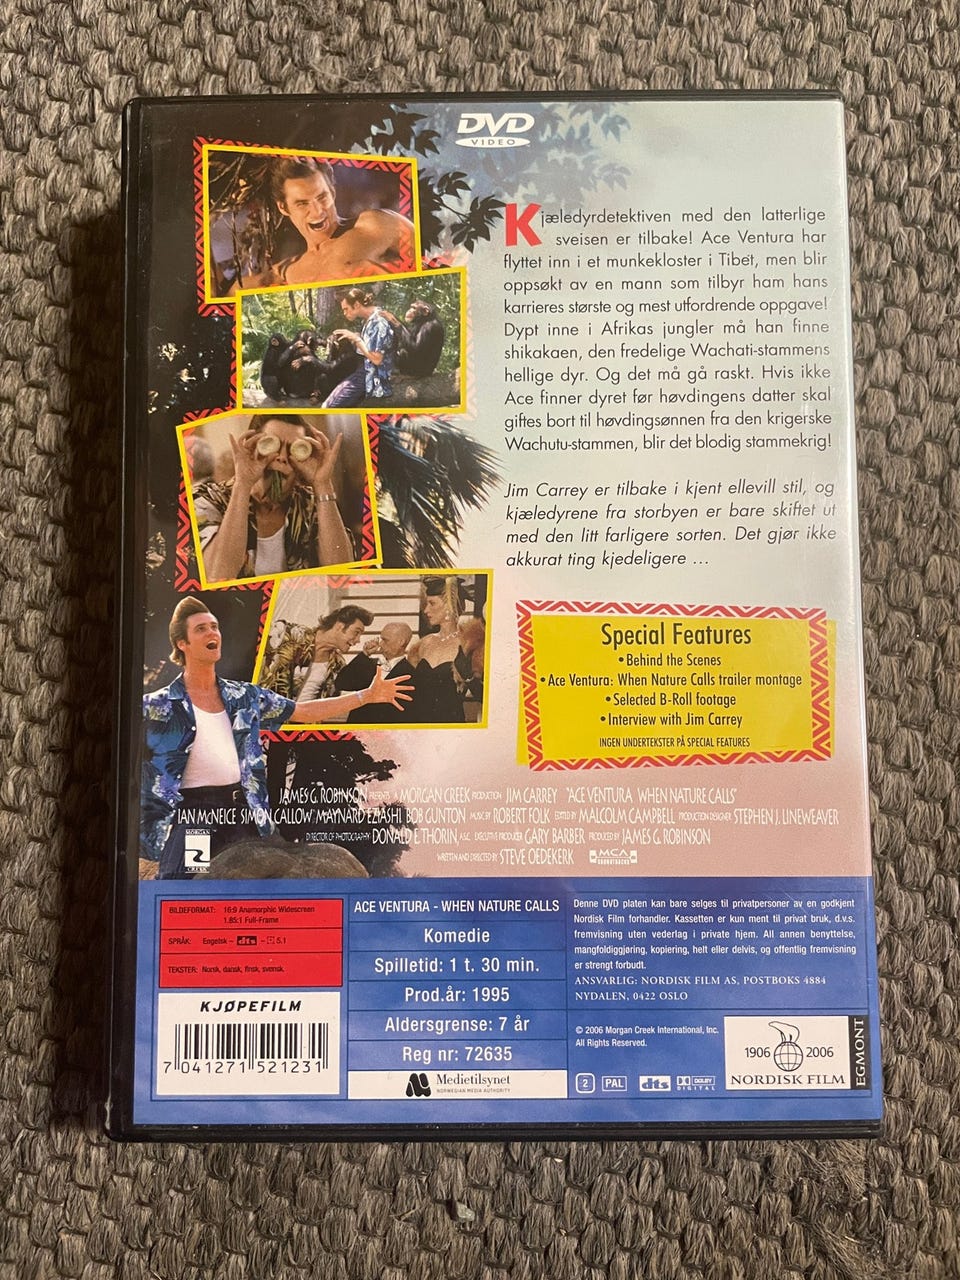 DVD
VIDEO
Kjæledyrdetektiven med den latterlige
sveisen er tilbake! Ace Ventura har
flyttet inn i et munkekloster i Tibet, men blir
oppsøkt av en mann som tilbyr ham hans
karrieres største og mest utfordrende oppgave!
Dypt inne i Afrikas jungler må han finne
shikakaen, den fredelige Wachati-stammens
hellige dyr. Og det må gå raskt. Hvis ikke
Ace finner dyret før høvdingens datter skal
giftes bort til høvdingsønnen fra den krigerske
Wachutu-stammen, blir det blodig stammekrig!
Jim Carrey er tilbake i kjent ellevill stil, og
kjæledyrene fra storbyen er bare skiftet ut
med den litt farligere sorten. Det gjør ikke
akkurat ting kjedeligere ...
Special Features
•Behind the Scenes
•Ace Ventura: When Nature Calls trailer montage
•Selected B-Roll footage
•Interview with Jim Carrey
INGEN UNDERTEKSTER PÅ SPECIAL FEATURES
JAMES G. ROBINSON PRESENTS A MORGAN CREEK PRODUCTION JIM CARREY "ACE VENTURA WHEN NATURE CALLS"
IAN McNEICE SIMON CALLOW MAYNARD EZIASHI BOB GUNTON MUSIC BY ROBERT FOLK EDITED BY MALCOLM CAMPBELL PRODUCTION DESIGNER STEPHEN J. LINEWEAVER
DIRECTOR OF PHOTOGRAPHY DONALD E. THORIN, A.S.C. EXECUTIVE PRODUCER GARY BARBER PRODUCED BY JAMES G. ROBINSON
WRITTEN AND DIRECTED BY STEVE OEDEKERK MCA SOUNDTRACKS
MORGAN
CREEK
BILDEFORMAT: 16:9 Anamorphic Widescreen
1.85:1 Full-Frame
SPRÅK: Engelsk – dts – 5.1
TEKSTER: Norsk, dansk, finsk, svensk.
KJØPEFILM
7 041271 521231
ACE VENTURA - WHEN NATURE CALLS
Komedie
Spilletid: 1 t. 30 min.
Prod.år: 1995
Aldersgrense: 7 år
Reg nr: 72635
Medietilsynet
NORWEGIAN MEDIA AUTHORITY
Denne DVD platen kan bare selges til privatpersoner av en godkjent
Nordisk Film forhandler. Kassetten er kun ment til privat bruk, d.v.s.
fremvisning uten vederlag i private hjem. All annen benyttelse,
mangfoldiggjøring, kopiering, helt eller delvis, og offentlig fremvisning
er strengt forbudt.
ANSVARLIG: NORDISK FILM AS, POSTBOKS 4884
NYDALEN, 0422 OSLO
© 2006 Morgan Creek International, Inc.
All Rights Reserved.
2 PAL dts DOLBY
DIGITAL
1906 2006
NORDISK FILM
EGMONT